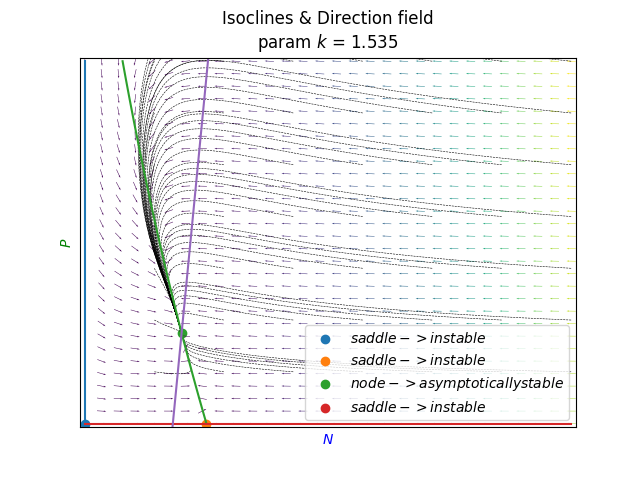 Isoclines & Direction field
param k = 1.535
P
saddle -> instable
saddle -> instable
node -> asymptoticallystable
saddle -> instable
N